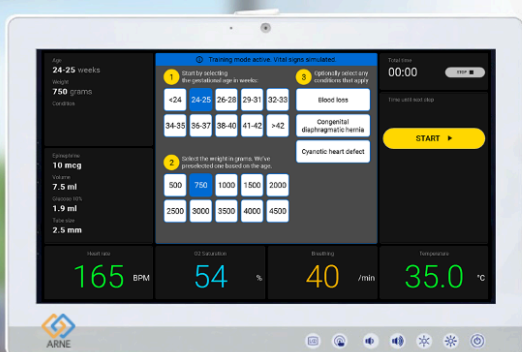 Age
24-25 weeks
Weight
750 grams
Condition
Epinephrine
10 mcg
Volume
7.5 ml
Glucose 10%
1.9 ml
Tube size
2.5 mm
Training mode active. Vital signs simulated.
1
Start by selecting
the gestational age in weeks:
<24 24-25 26-28 29-31 32-33
34-35 36-37 38-40 41-42 >42
2
Select the weight in grams. We've
preselected one based on the age.
500 750 1000 1500 2000
2500 3000 3500 4000 4500
3
Optionally select any
conditions that apply
Blood loss
Congenital
diaphragmatic hernia
Cyanotic heart defect
Total time
00:00
STOP
Time until next step
START
Heart rate
165 BPM
O2 Saturation
54 %
Breathing
40 /min
Temperature
35.0 °C
ARNE